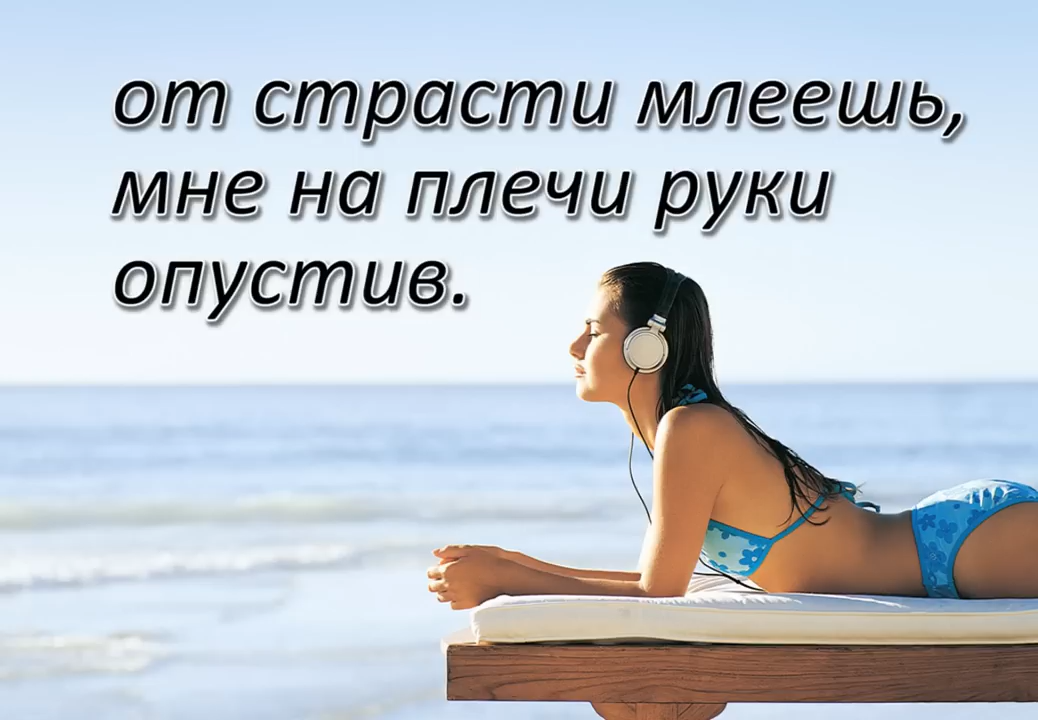 от страсти млеешь,
мне на плечи руки
опустив.